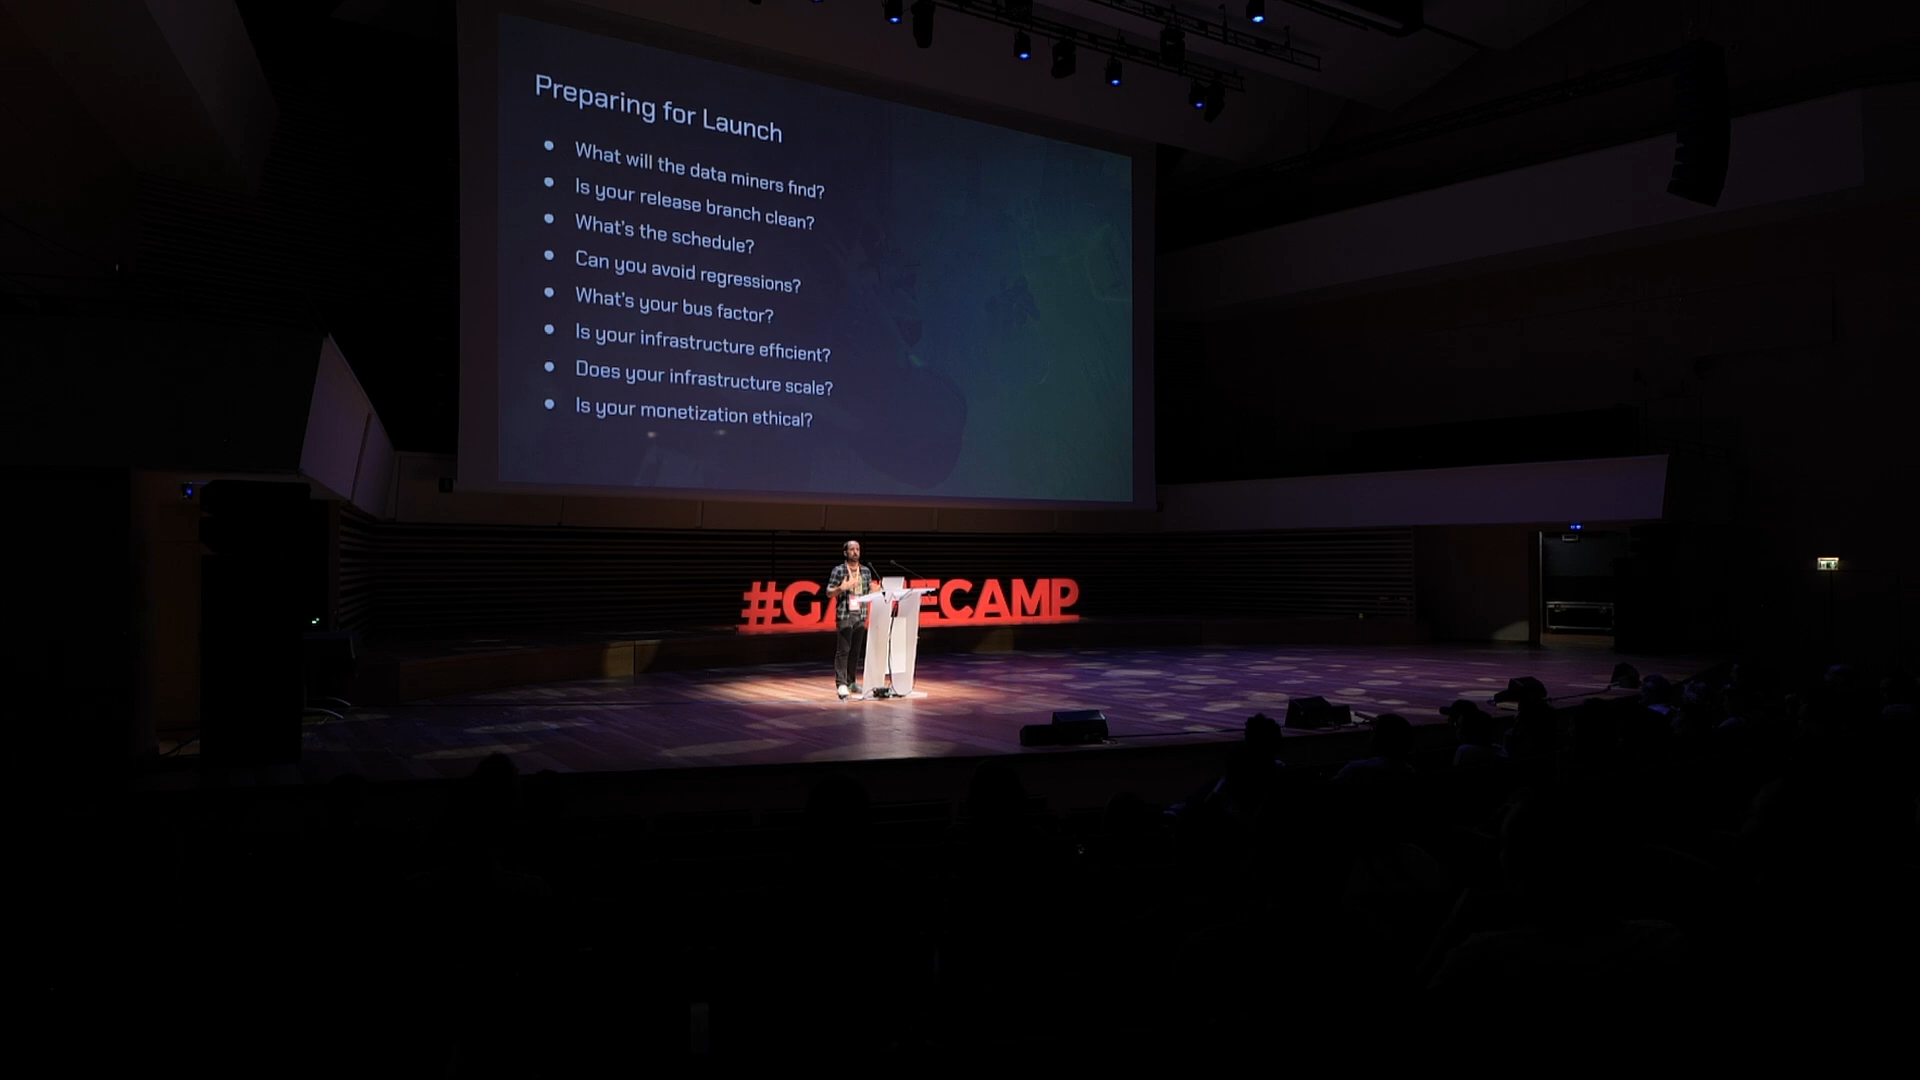 Preparing for Launch
● What will the data miners find?
● Is your release branch clean?
● What's the schedule?
● Can you avoid regressions?
● What's your bus factor?
● Is your infrastructure efficient?
● Does your infrastructure scale?
● Is your monetization ethical?
#GA ECAMP